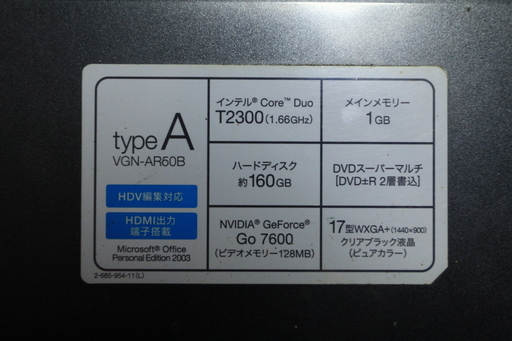 type A
VGN-AR50B
HDV編集対応
HDMI出力
端子搭載
Microsoft® Office
Personal Edition 2003
2-685-954-11(L)
インテル® Core™ Duo
T2300(1.66GHz)
メインメモリー
1GB
ハードディスク
約160GB
DVDスーパーマルチ
[DVD±R 2層書込]
NVIDIA® GeForce®
Go 7600
(ビデオメモリー128MB)
17型WXGA+(1440×900)
クリアブラック液晶
(ピュアカラー)